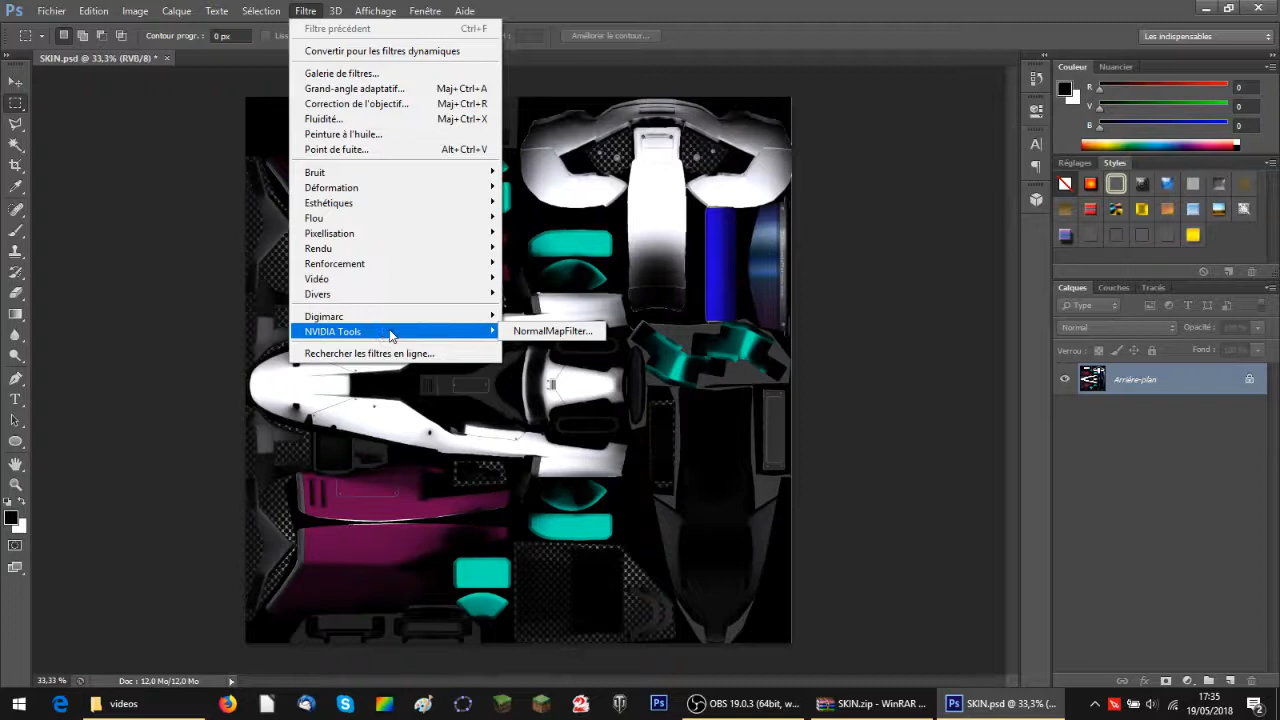 Ps Fichier Edition Image Calque Texte Sélection Filtre 3D Affichage Fenêtre Aide
Contour progr. : 0 px Améliorer le contour... Les indispensables
SKIN.psd @ 33,3% (RVB/8) * ×
Filtre précédent Ctrl+F
Convertir pour les filtres dynamiques
Galerie de filtres...
Grand-angle adaptatif... Maj+Ctrl+A
Correction de l'objectif... Maj+Ctrl+R
Fluidité... Maj+Ctrl+X
Peinture à l'huile...
Point de fuite... Alt+Ctrl+V
Bruit
Déformation
Esthétiques
Flou
Pixellisation
Rendu
Renforcement
Vidéo
Divers
Digimarc
NVIDIA Tools
NormalMapFilter...
Rechercher les filtres en ligne...
Couleur Nuancier
R 0
V 0
B 0
Réglages Styles
Calques Couches Tracés
Type
Normal Opacité :
Verrou : Fond : 100%
Arrière-plan
33,33 % Doc : 12,0 Mo/12,0 Mo
videos
OBS 19.0.3 (64bit, w...
SKIN.zip - WinRAR ...
SKIN.psd @ 33,3% (...
17:35
19/05/2018